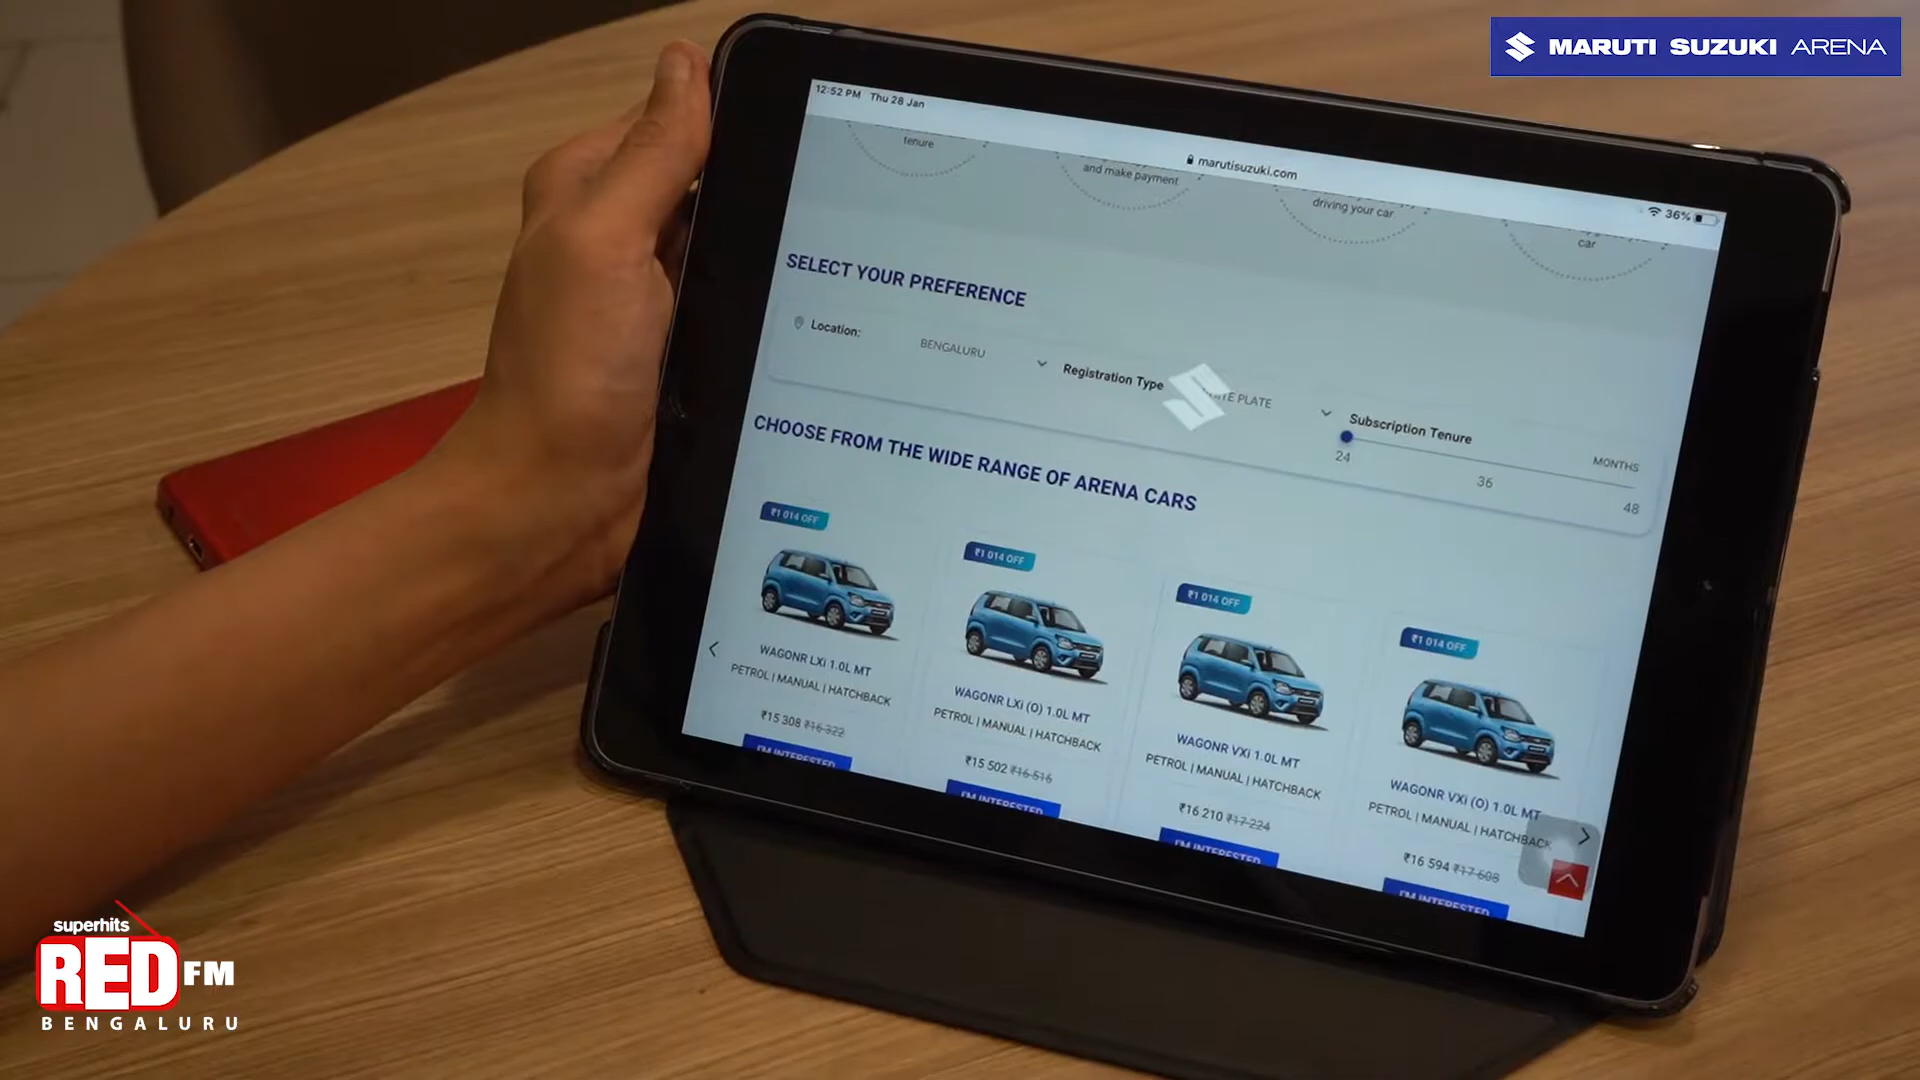 MARUTI SUZUKI ARENA
12:52 PM Thu 28 Jan
marutisuzuki.com
36%
tenure
and make payment
driving your car
car
SELECT YOUR PREFERENCE
Location:
BENGALURU
Registration Type
PLATE
Subscription Tenure
MONTHS
24
36
48
CHOOSE FROM THE WIDE RANGE OF ARENA CARS
₹1 014 OFF
WAGONR LXi 1.0L MT
PETROL | MANUAL | HATCHBACK
₹15 308 ₹16 322
I'M INTERESTED
₹1 014 OFF
WAGONR LXi (O) 1.0L MT
PETROL | MANUAL | HATCHBACK
₹15 502 ₹16 516
I'M INTERESTED
₹1 014 OFF
WAGONR VXi 1.0L MT
PETROL | MANUAL | HATCHBACK
₹16 210 ₹17 224
I'M INTERESTED
₹1 014 OFF
WAGONR VXi (O) 1.0L MT
PETROL | MANUAL | HATCHBACK
₹16 594 ₹17 608
I'M INTERESTED
superhits
RED FM
BENGALURU